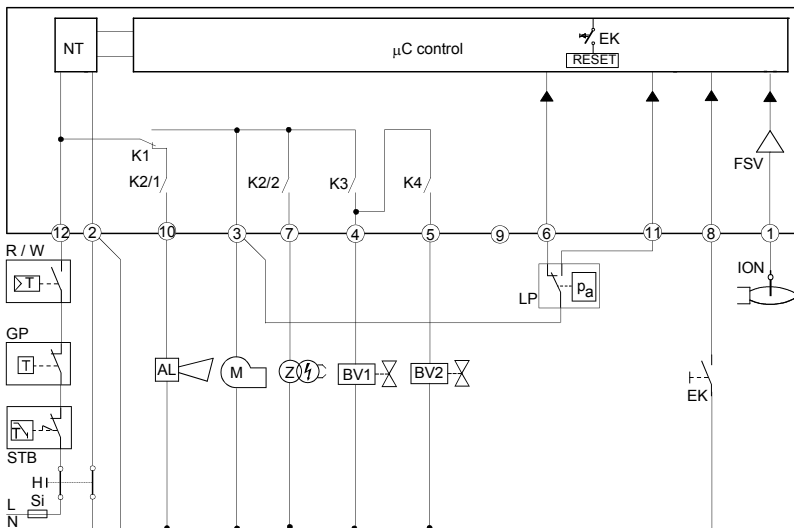 NT
µC control
EK
RESET
FSV
K1
K2/1
K2/2
K3
K4
12
2
10
3
7
4
5
9
6
11
8
1
R / W
T
LP
pa
ION
GP
T
AL
M
Z
BV1
BV2
EK
T
STB
H
Si
L
N